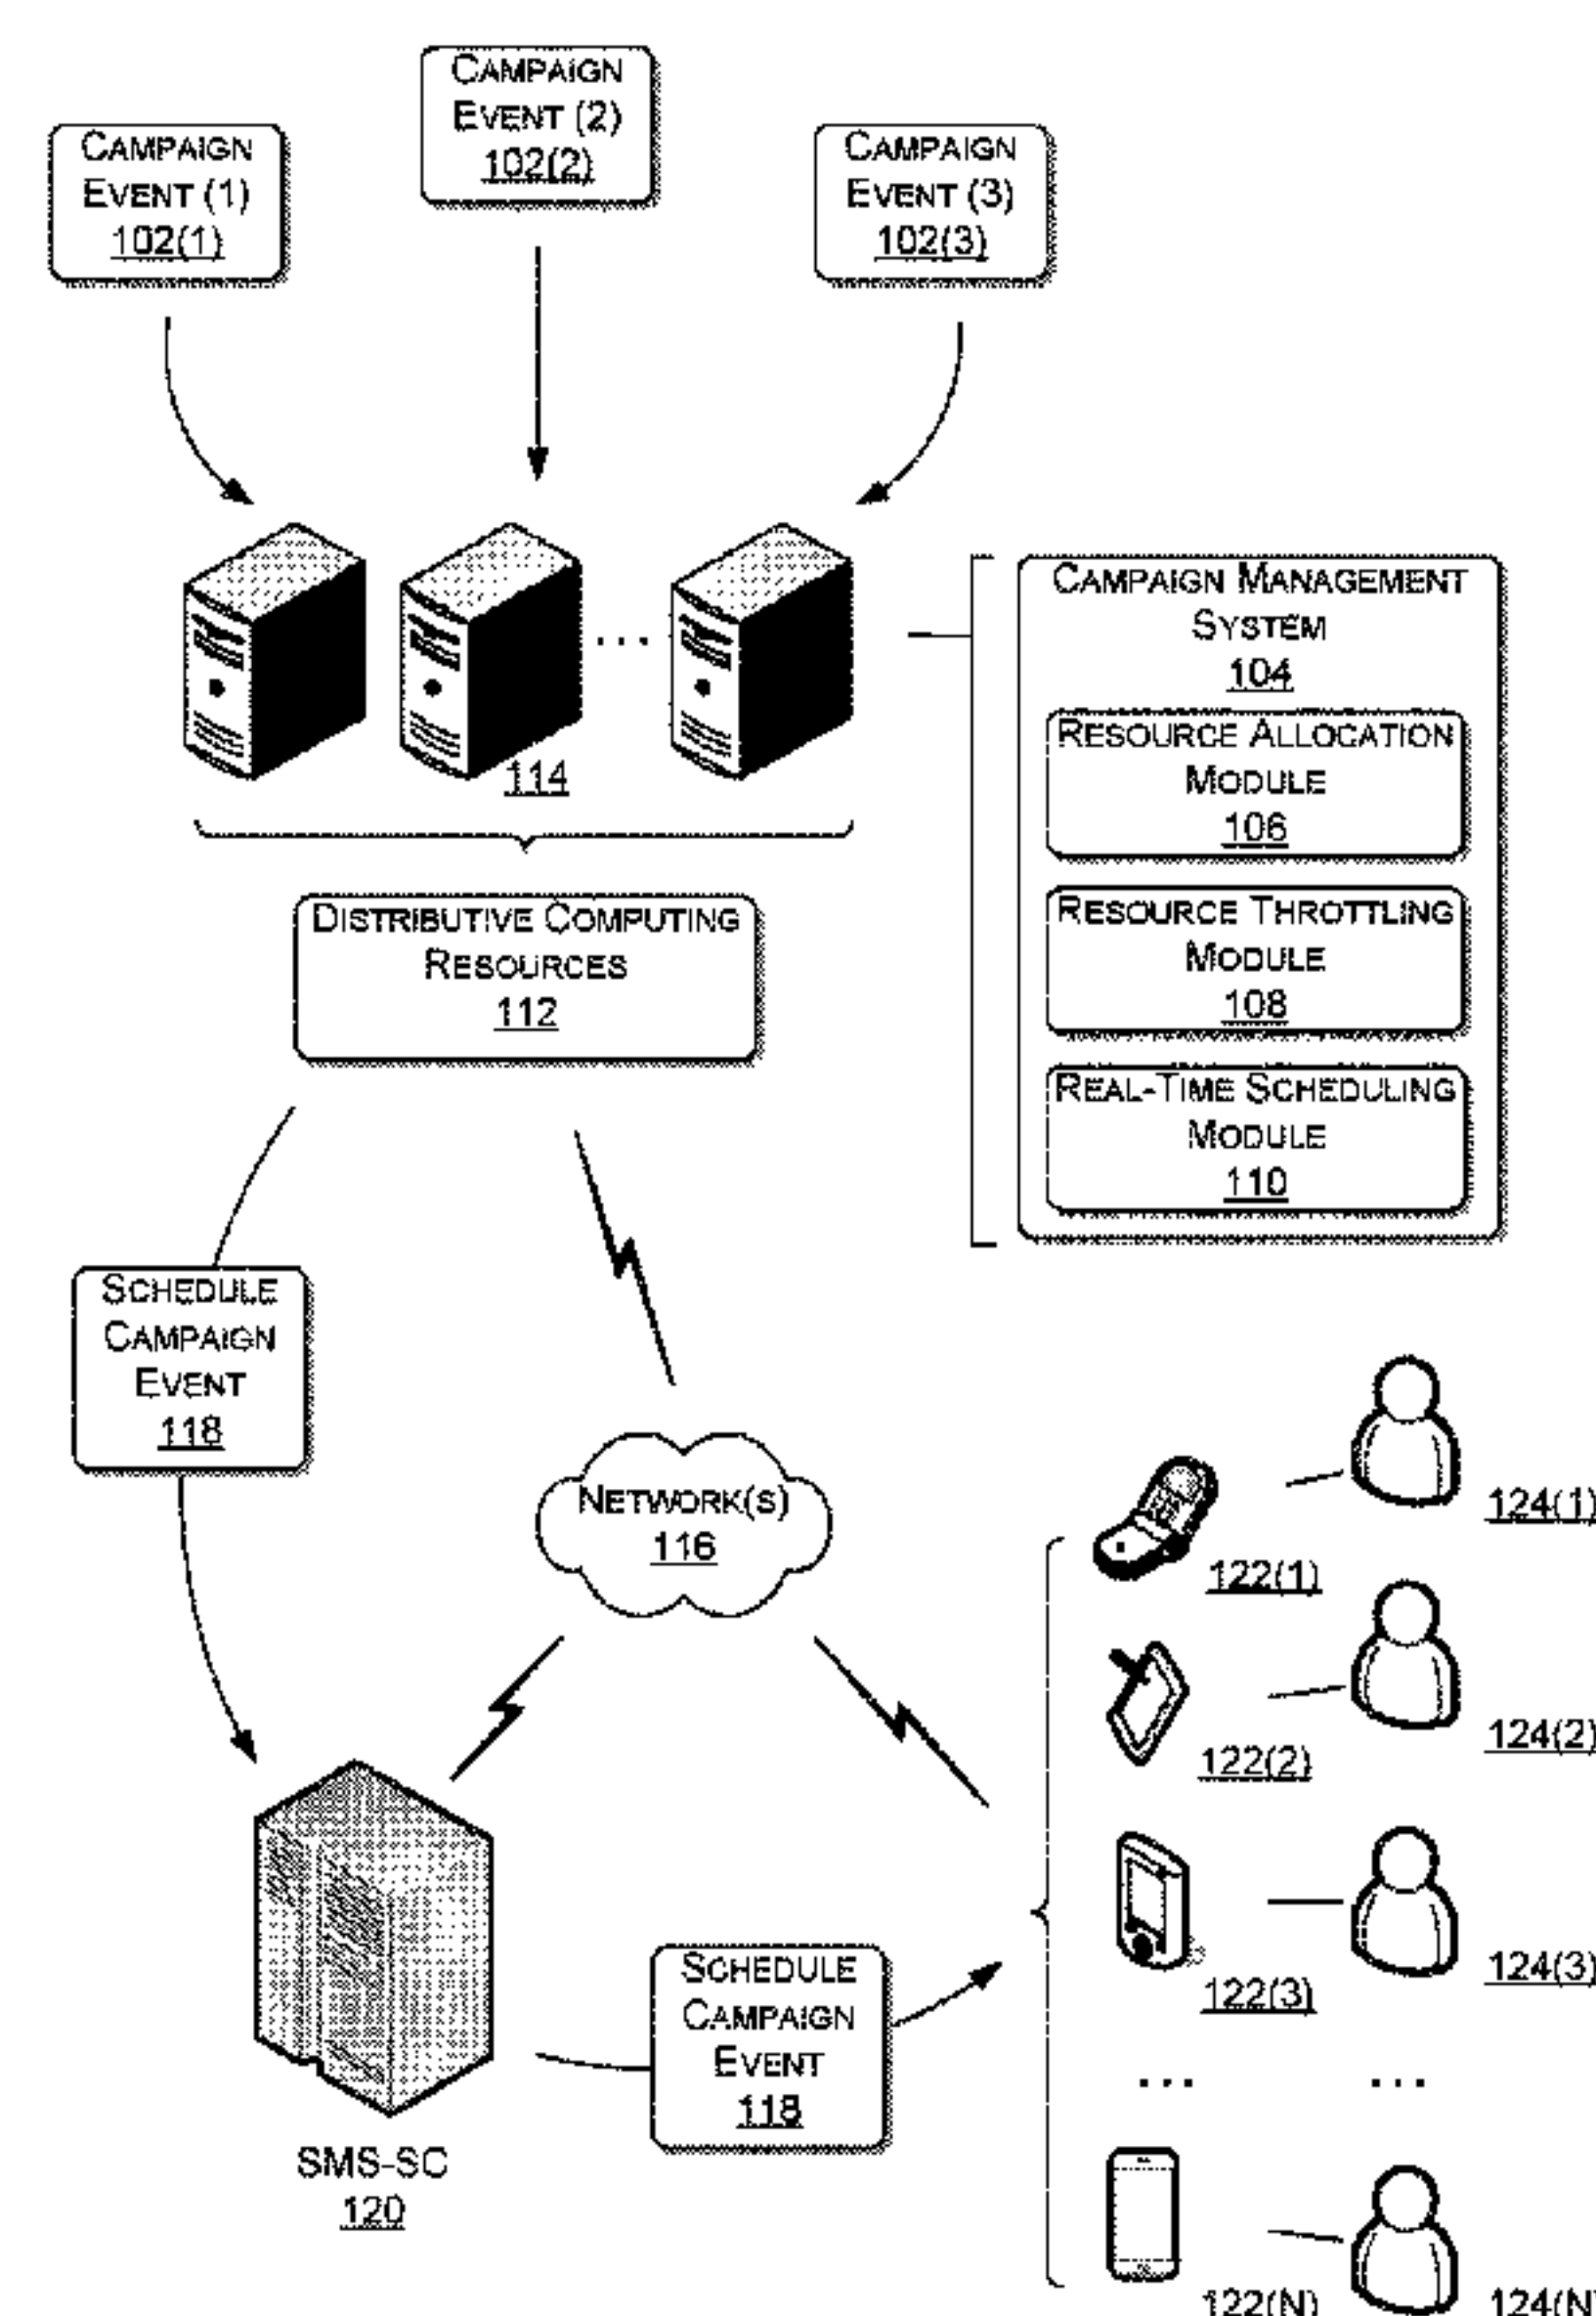 CAMPAIGN
EVENT (2)
102(2)
CAMPAIGN
EVENT (1)
102(1)
CAMPAIGN
EVENT (3)
102(3)
CAMPAIGN MANAGEMENT
SYSTEM
104
RESOURCE ALLOCATION
MODULE
106
RESOURCE THROTTLING
MODULE
108
REAL-TIME SCHEDULING
MODULE
110
...
114
DISTRIBUTIVE COMPUTING
RESOURCES
112
SCHEDULE
CAMPAIGN
EVENT
118
NETWORK(S)
116
124(1)
122(1)
124(2)
122(2)
124(3)
122(3)
... ...
SCHEDULE
CAMPAIGN
EVENT
118
SMS-SC
120
122(N)
124(N)